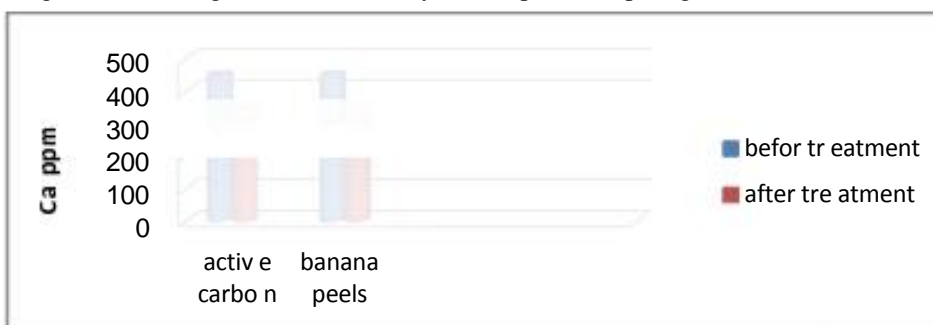 500
400
300
200
100
0
Ca ppm
activ e
carbo n
banana
peels
befor tr eatment
after tre atment